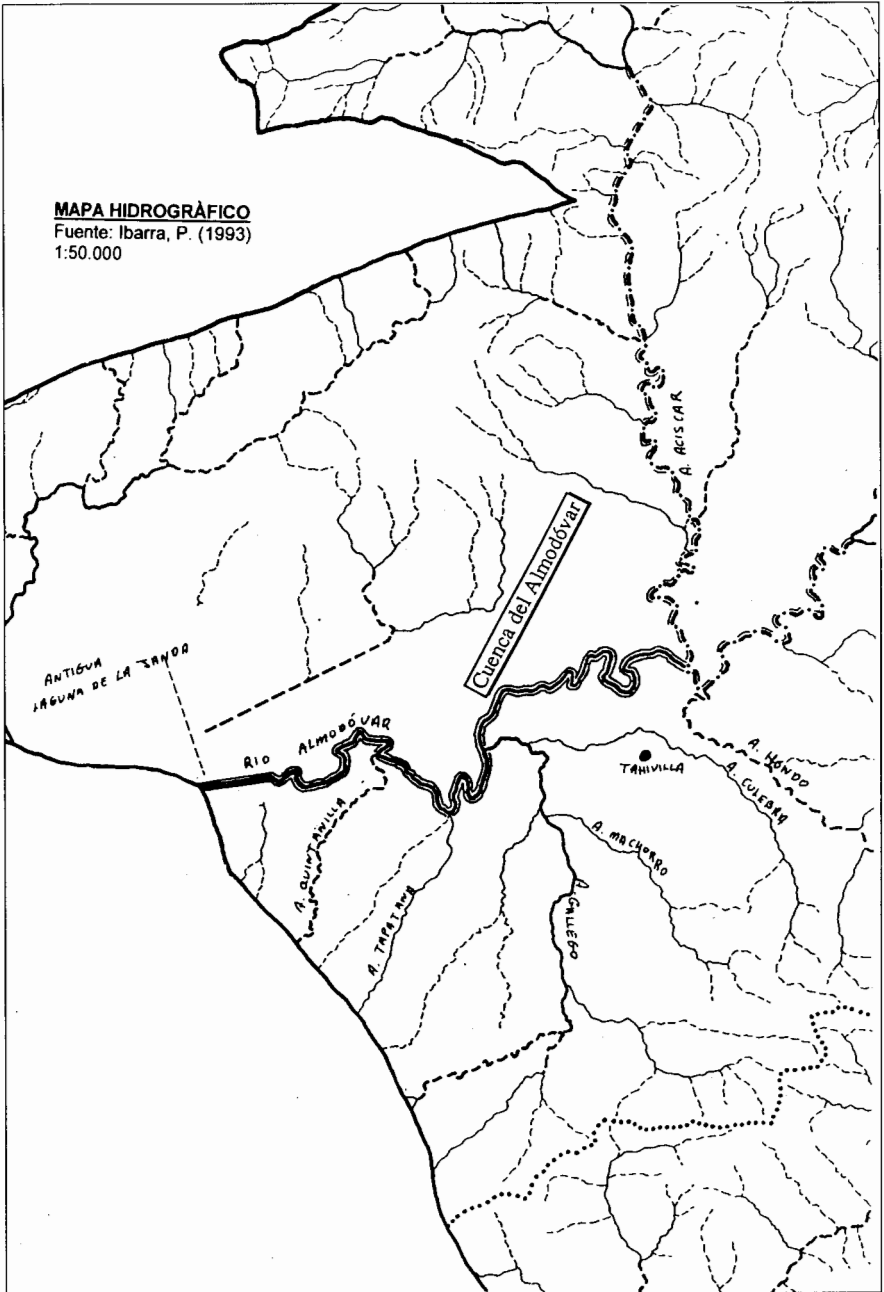 MAPA HIDROGRÀFICO
Fuente: Ibarra, P. (1993)
1:50.000
A. ACISCAR
Cuenca del Almodóvar
ANTIGUA
LAGUNA DE LA JANDA
RIO ALMODÓVAR
TAHIVILLA
A. HONDO
A. CULEBRA
A. QUINTANILLA
A. MACHORRO
A. TAPATANA
A. GALLEGO